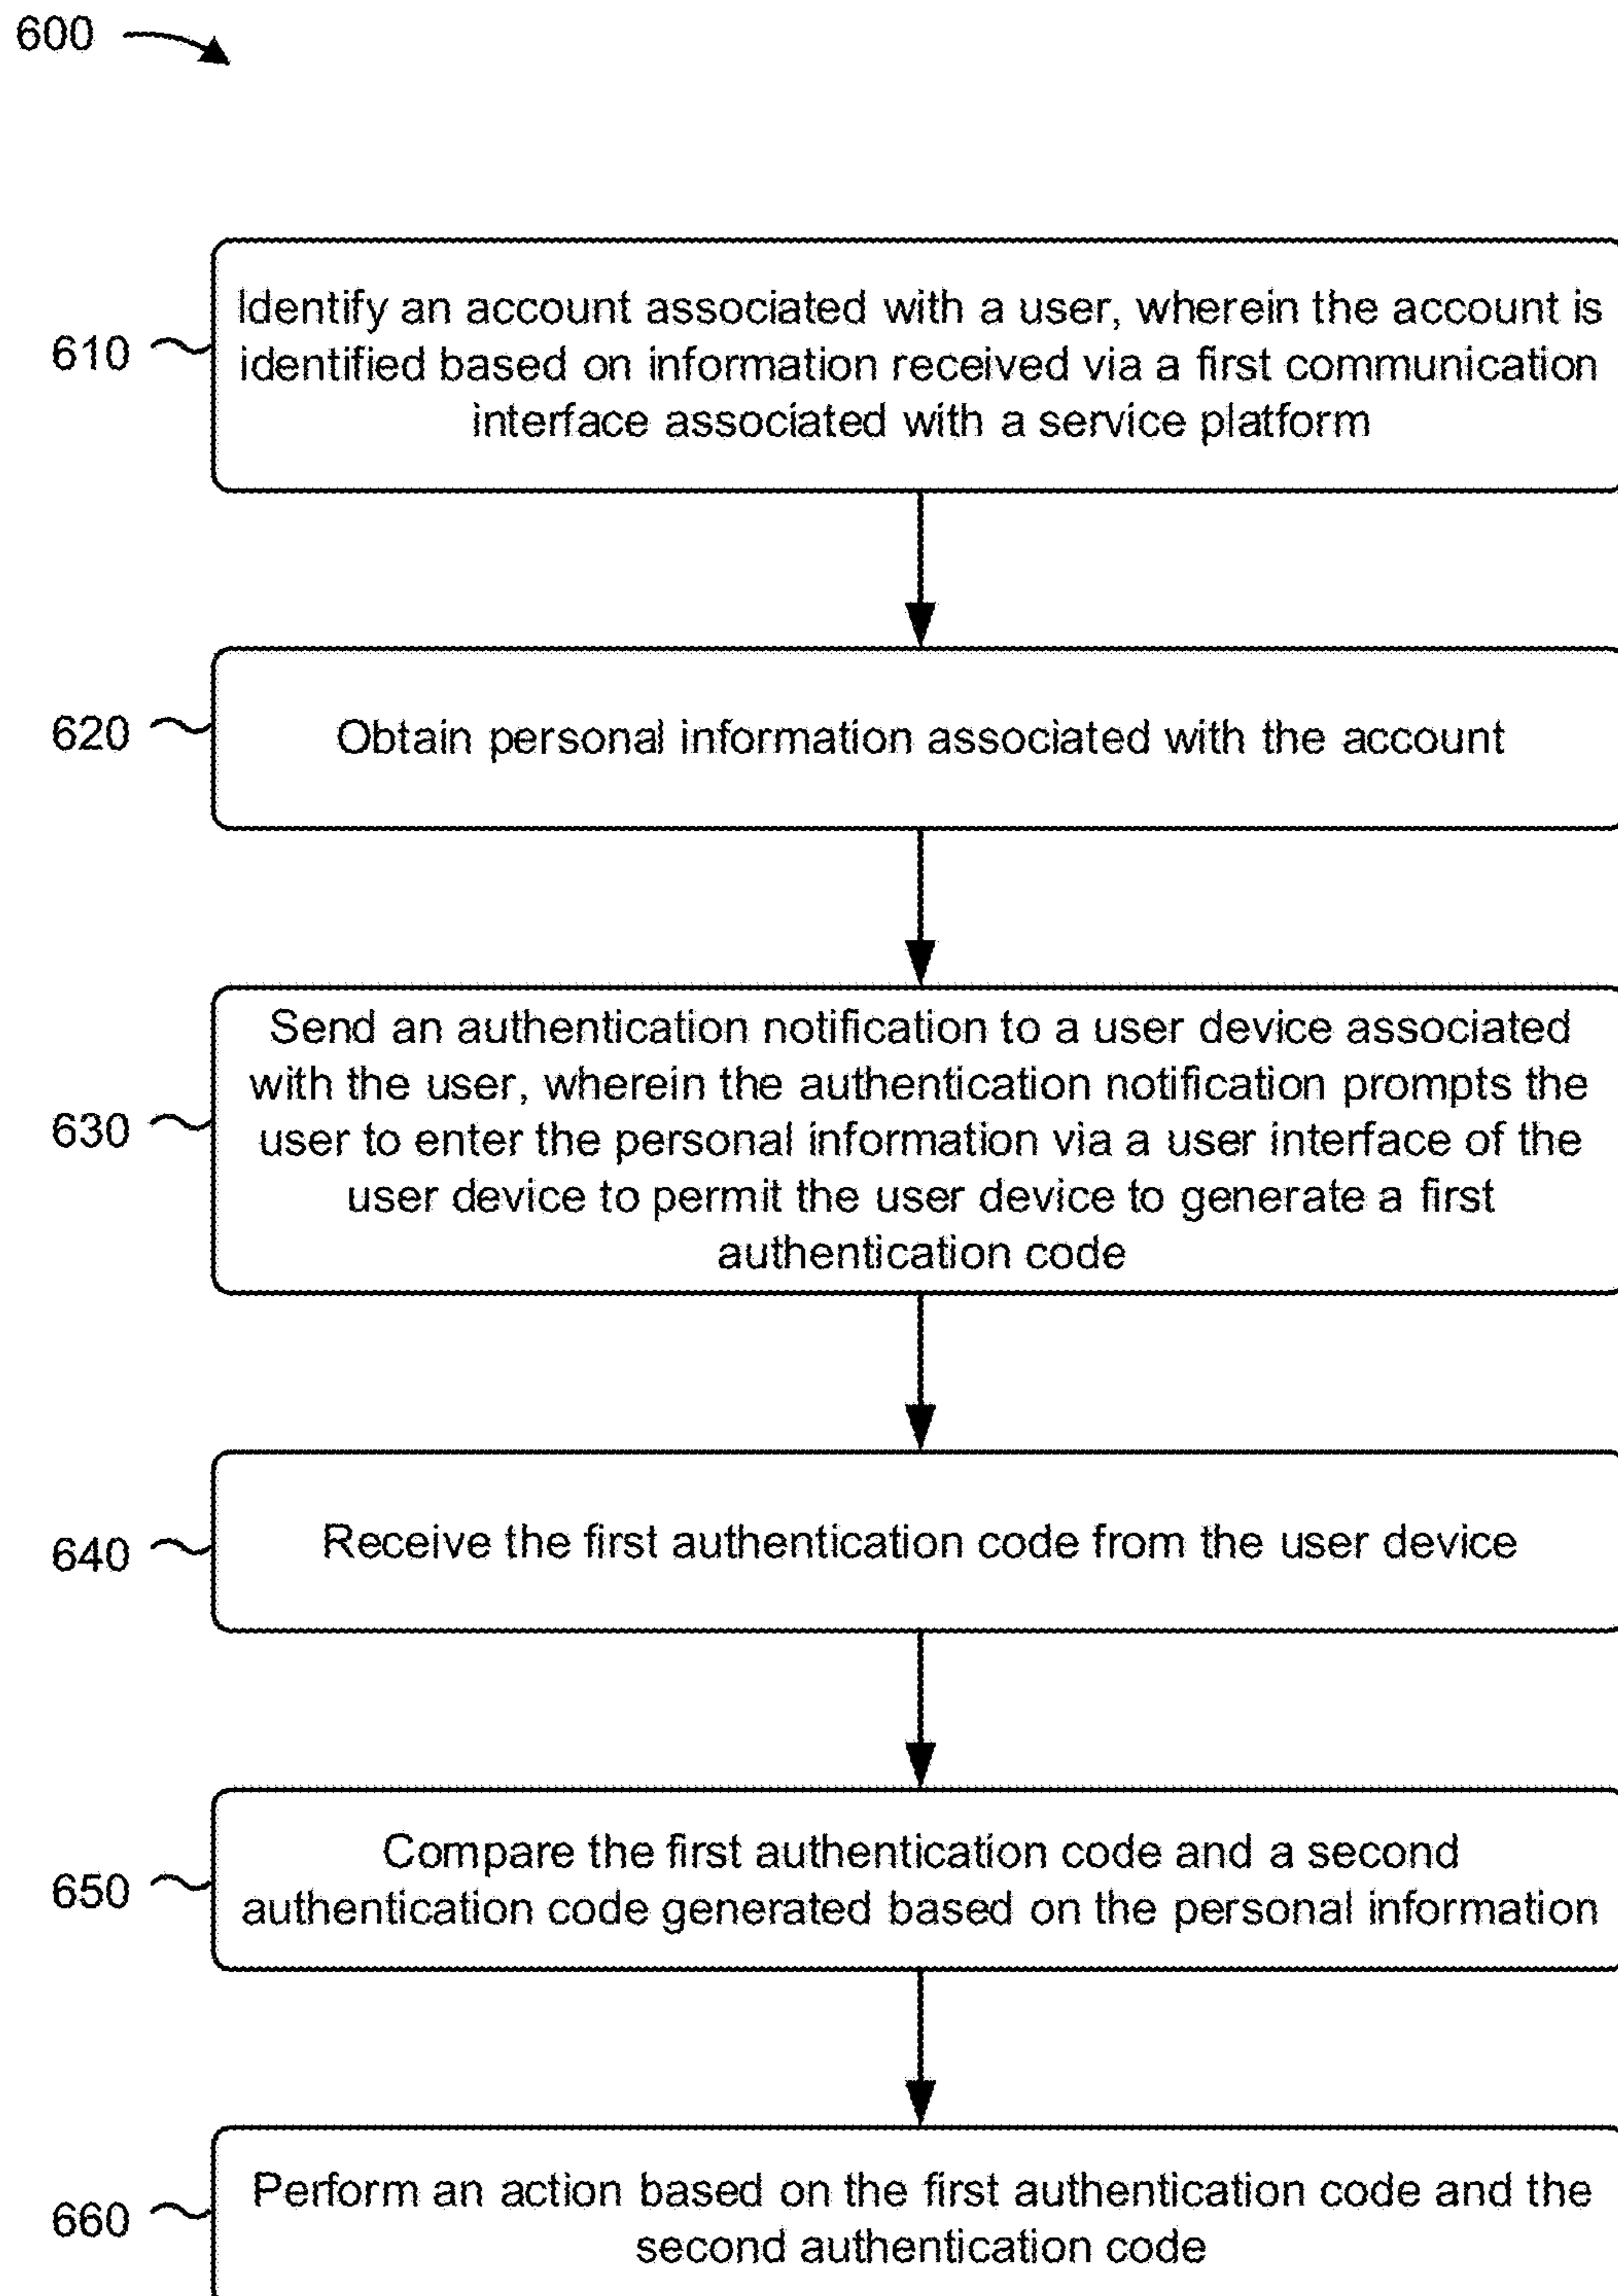 600
610
Identify an account associated with a user, wherein the account is
identified based on information received via a first communication
interface associated with a service platform
620
Obtain personal information associated with the account
630
Send an authentication notification to a user device associated
with the user, wherein the authentication notification prompts the
user to enter the personal information via a user interface of the
user device to permit the user device to generate a first
authentication code
640
Receive the first authentication code from the user device
650
Compare the first authentication code and a second
authentication code generated based on the personal information
660
Perform an action based on the first authentication code and the
second authentication code